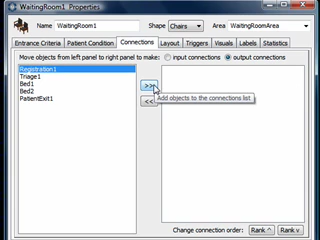 WaitingRoom1 Properties
Name WaitingRoom1 Shape Chairs Area WaitingRoomArea
Entrance Criteria Patient Condition Connections Layout Triggers Visuals Labels Statistics
Move objects from left panel to right panel to make: input connections output connections
Registration1
Triage1
Bed1
Bed2
PatientExit1
>>
Add objects to the connections list
<<
Change connection order: Rank ^ Rank v